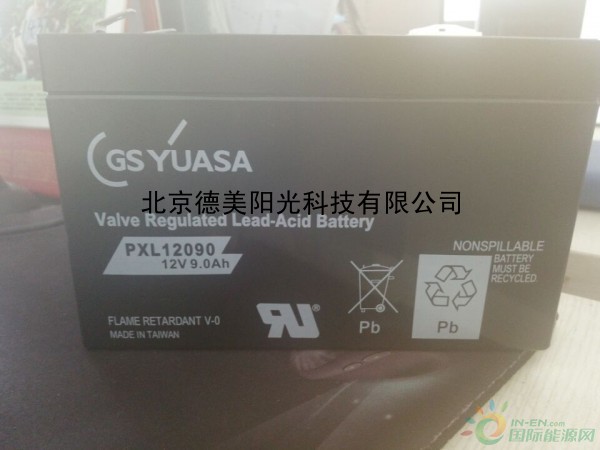 GS YUASA
北京德美阳光科技有限公司
Valve Regulated Lead-Acid Battery
PXL12090
12V 9.0Ah
NONSPILLABLE
BATTERY
MUST BE
RECYCLED
FLAME RETARDANT V-0
MADE IN TAIWAN
Pb
Pb
IN-EN.com
国际能源网